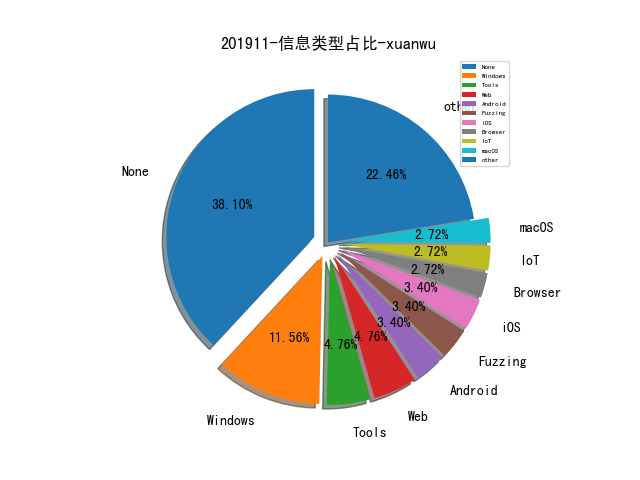 201911-信息类型占比-xuanwu
None
Windows
Tools
Web
Android
Fuzzing
iOS
Browser
IoT
macOS
other
other
22.46%
None
38.10%
macOS
2.72%
IoT
2.72%
Browser
2.72%
iOS
3.40%
Fuzzing
3.40%
Android
3.40%
Web
4.76%
Tools
4.76%
Windows
11.56%